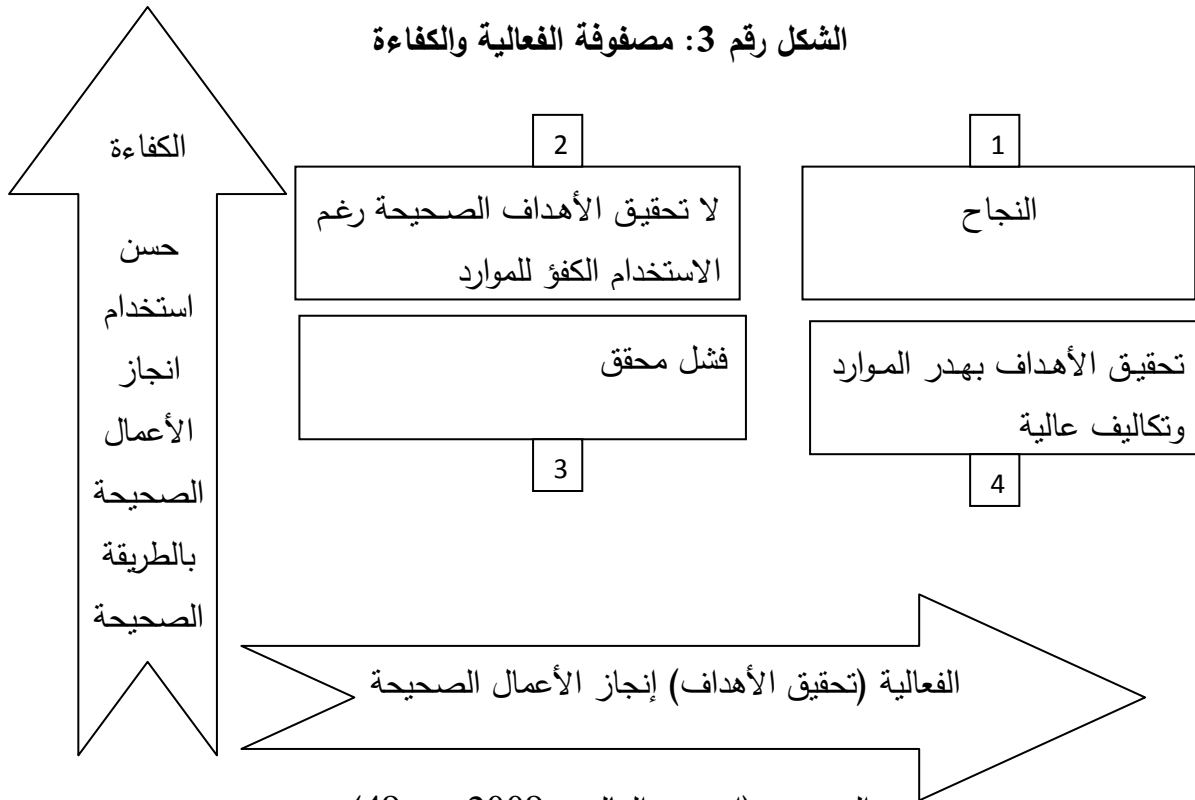 الشكل رقم 3: مصفوفة الفعالية والكفاءة
1
النجاح
2
لا تحقيق الأهداف الصحيحة رغم
الاستخدام الكفؤ للموارد
فشل محقق
3
تحقيق الأهداف بهدر الموارد
وتكاليف عالية
4
الكفاءة
حسن
استخدام
انجاز
الأعمال
الصحيحة
بالطريقة
الصحيحة
الفعالية (تحقيق الأهداف) إنجاز الأعمال الصحيحة